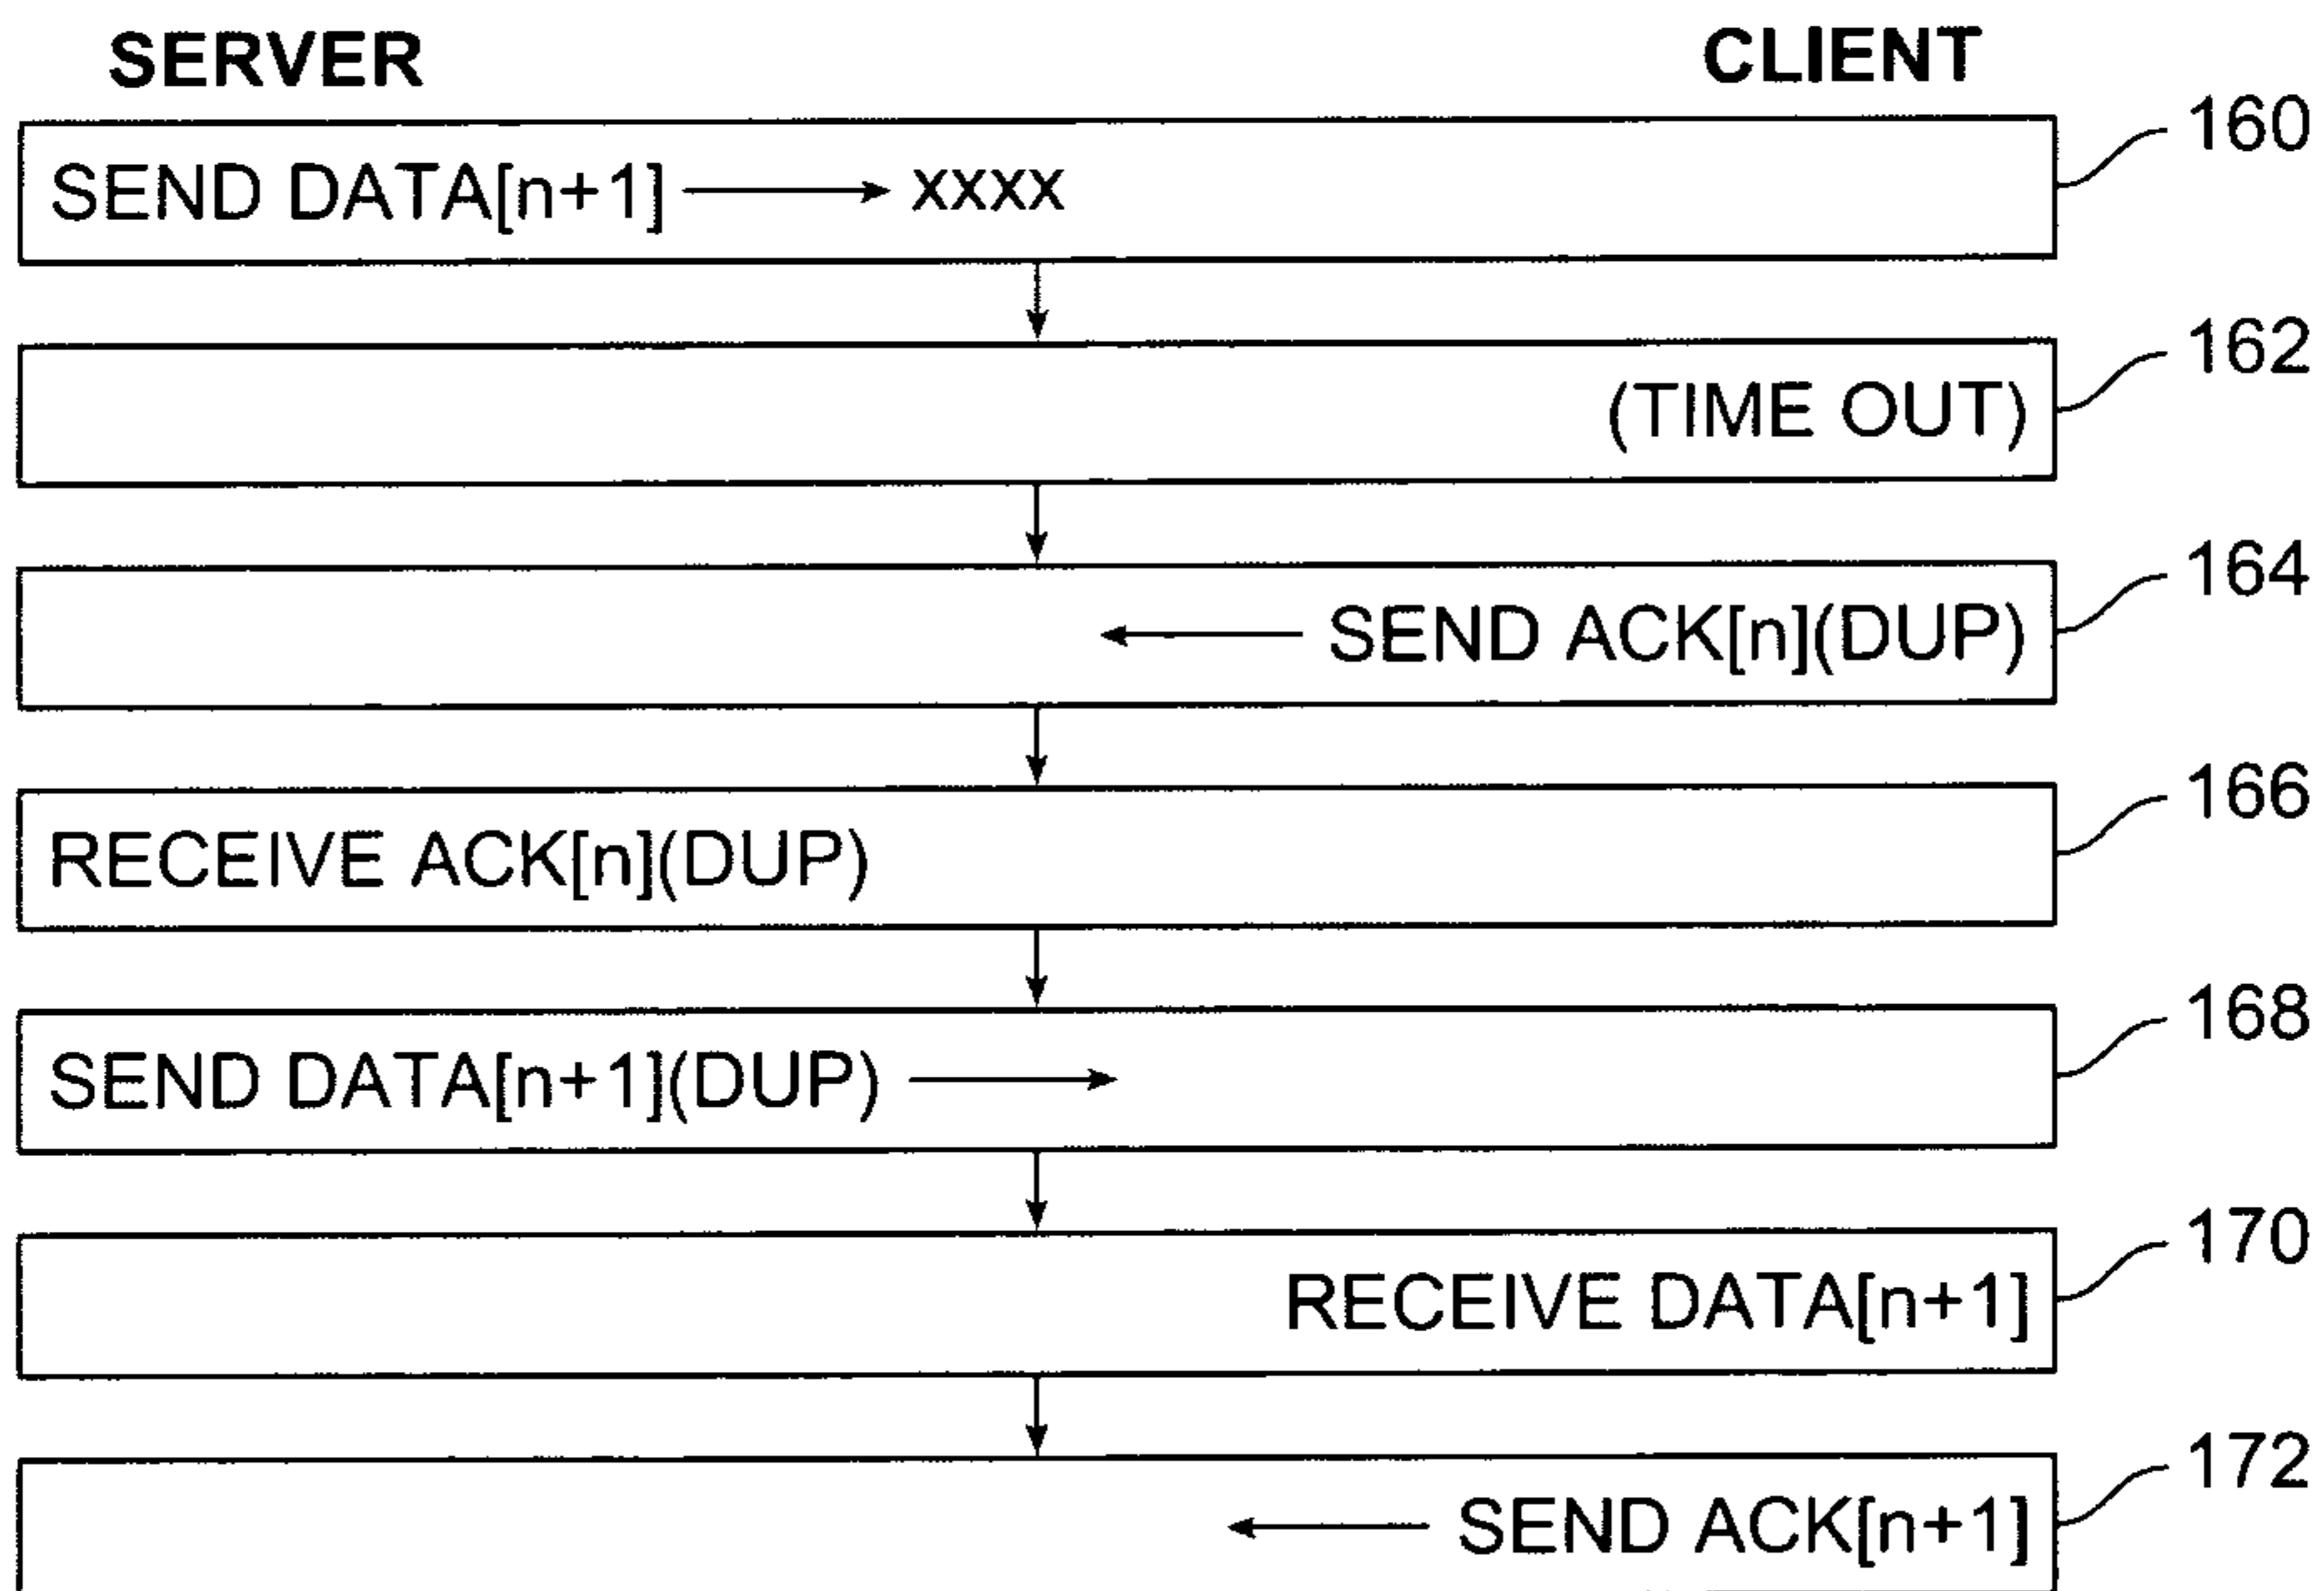 SERVER CLIENT
160
SEND DATA[n+1] xxxx
162
(TIME OUT)
164
SEND ACK[n](DUP)
166
RECEIVE ACK[n](DUP)
168
SEND DATA[n+1](DUP)
170
RECEIVE DATA[n+1]
172
SEND ACK[n+1]